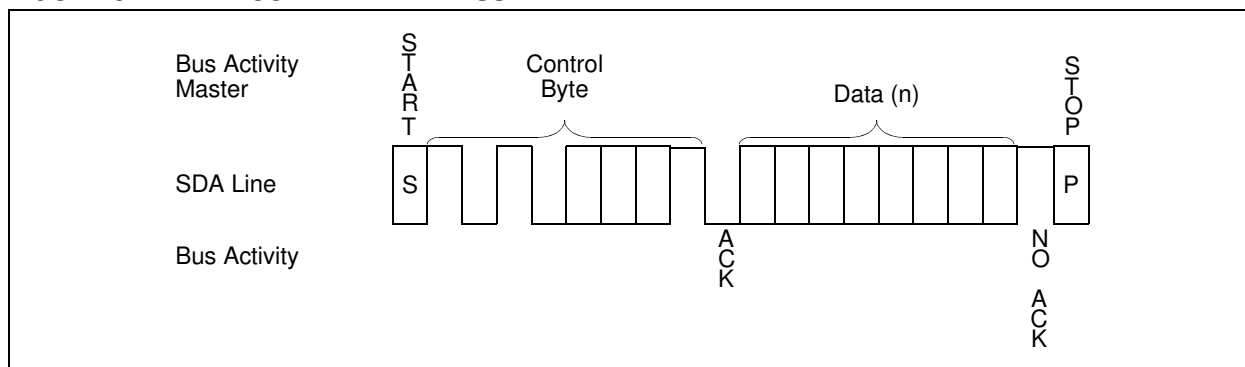 Bus Activity
Master
START
Control
Byte
Data (n)
STOP
SDA Line
S
P
Bus Activity
ACK
NO ACK